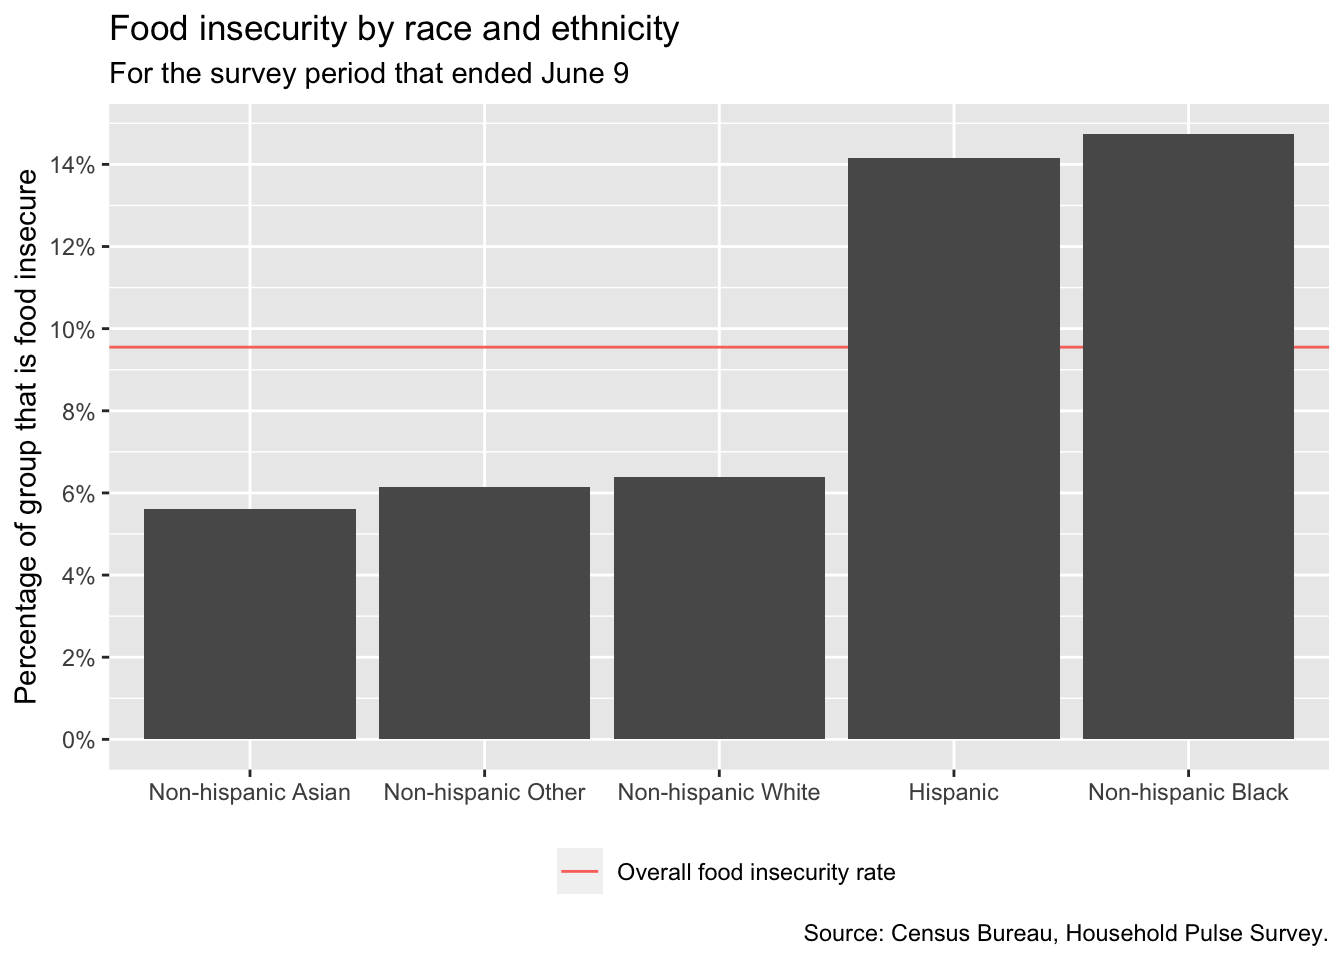 Food insecurity by race and ethnicity
For the survey period that ended June 9
Percentage of group that is food insecure
14%
12%
10%
8%
6%
4%
2%
0%
Non-hispanic Asian
Non-hispanic Other
Non-hispanic White
Hispanic
Non-hispanic Black
Overall food insecurity rate
Source: Census Bureau, Household Pulse Survey.